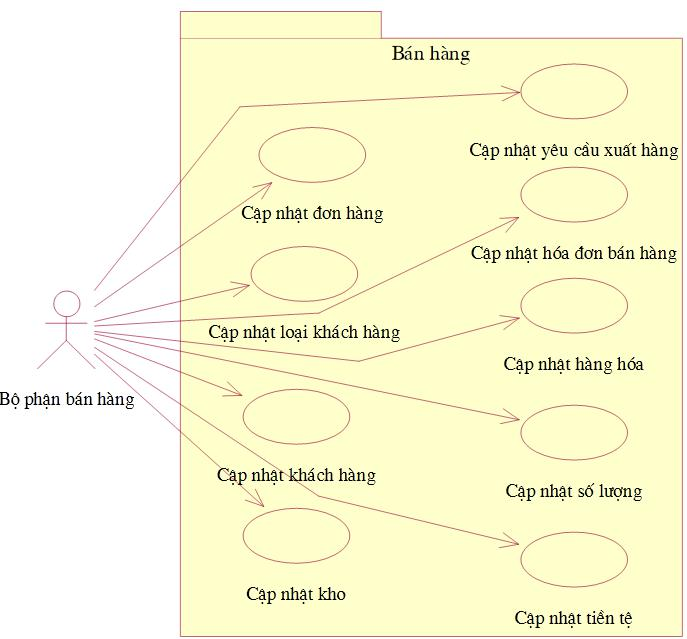 Bán hàng
Cập nhật yêu cầu xuất hàng
Cập nhật đơn hàng
Cập nhật hóa đơn bán hàng
Cập nhật loại khách hàng
Cập nhật hàng hóa
Bộ phận bán hàng
Cập nhật khách hàng
Cập nhật số lượng
Cập nhật kho
Cập nhật tiền tệ